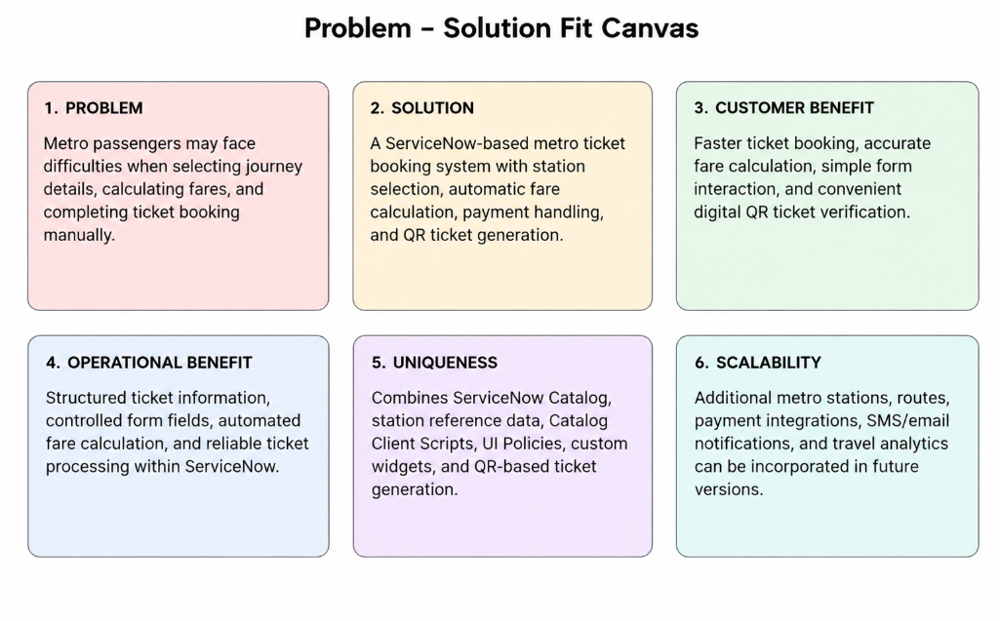 Problem – Solution Fit Canvas
1. PROBLEM
Metro passengers may face
difficulties when selecting journey
details, calculating fares, and
completing ticket booking
manually.
2. SOLUTION
A ServiceNow-based metro ticket
booking system with station
selection, automatic fare
calculation, payment handling,
and QR ticket generation.
3. CUSTOMER BENEFIT
Faster ticket booking, accurate
fare calculation, simple form
interaction, and convenient
digital QR ticket verification.
4. OPERATIONAL BENEFIT
Structured ticket information,
controlled form fields, automated
fare calculation, and reliable ticket
processing within ServiceNow.
5. UNIQUENESS
Combines ServiceNow Catalog,
station reference data, Catalog
Client Scripts, UI Policies, custom
widgets, and QR-based ticket
generation.
6. SCALABILITY
Additional metro stations, routes,
payment integrations, SMS/email
notifications, and travel analytics
can be incorporated in future
versions.